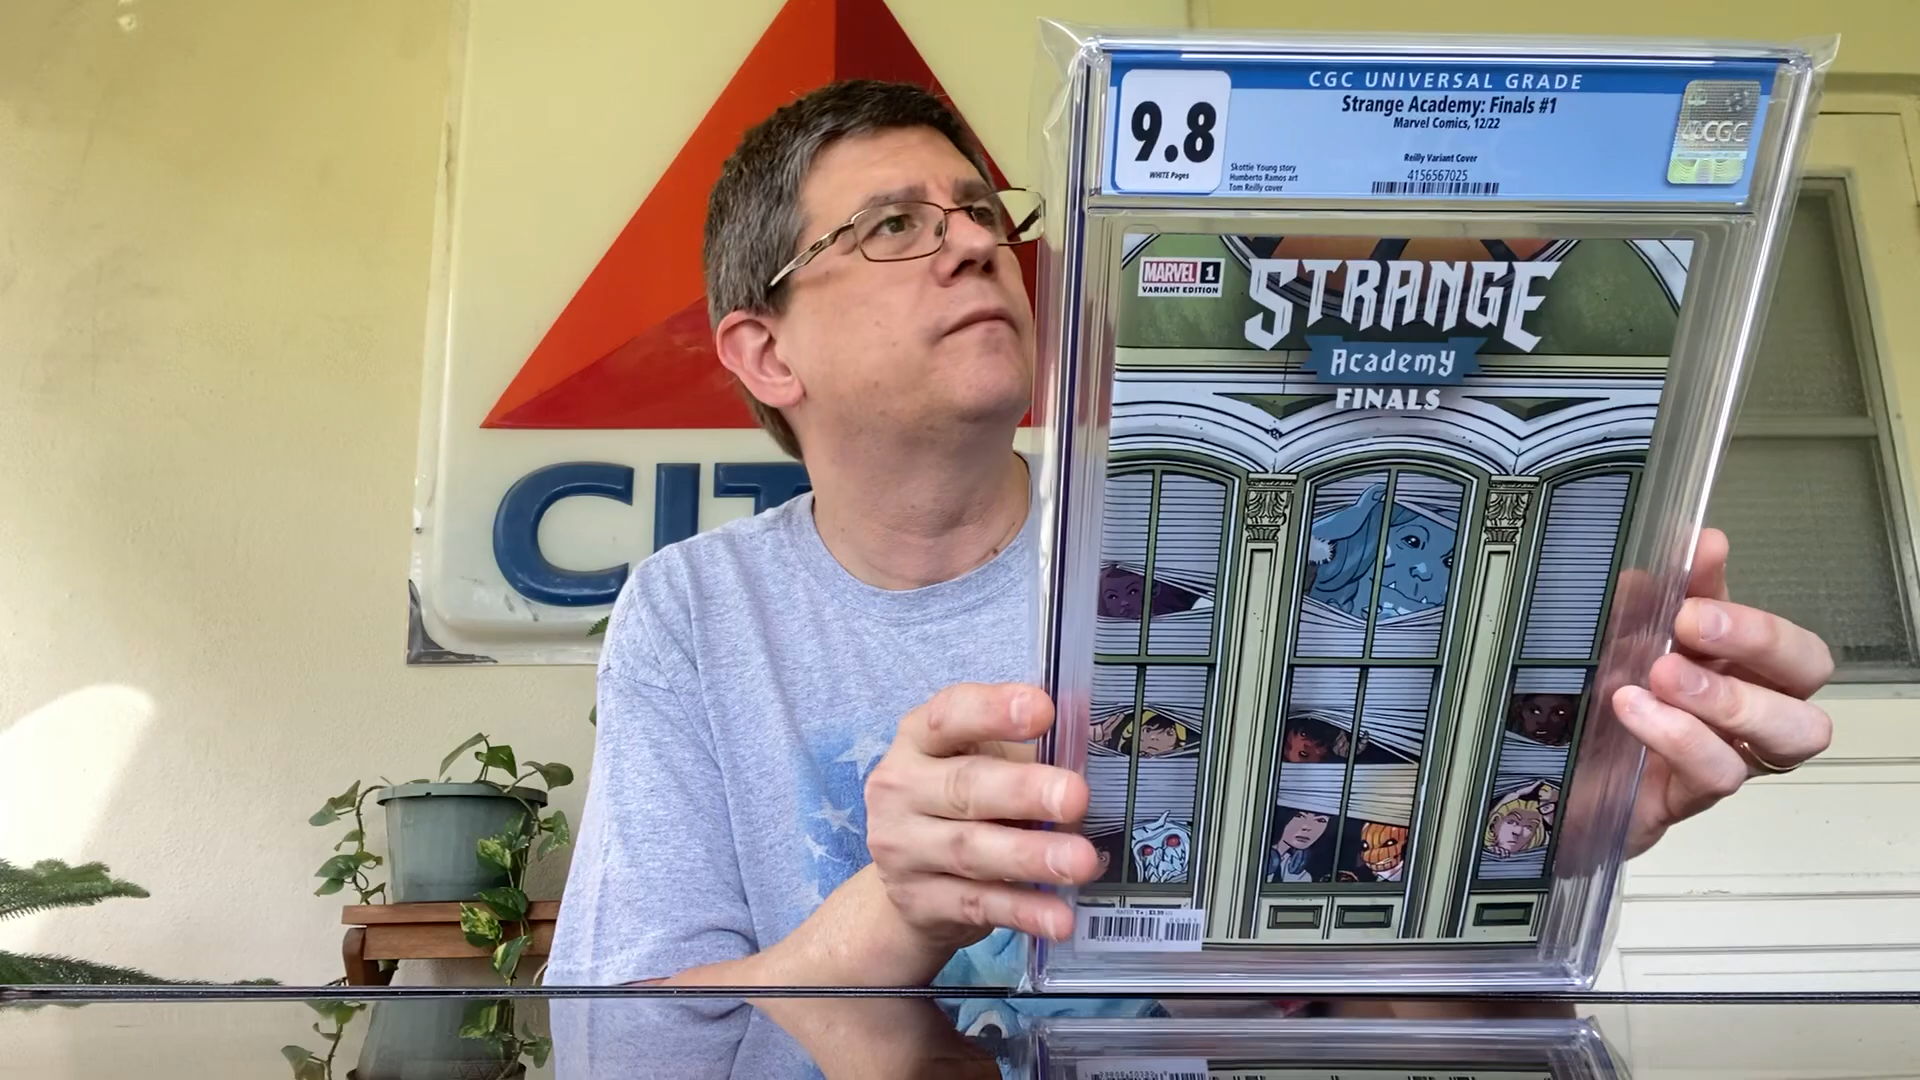 CGC UNIVERSAL GRADE
9.8
WHITE Pages
Strange Academy: Finals #1
Marvel Comics, 12/22
Reilly Variant Cover
4156567025
Skottie Young story
Humberto Ramos art
Tom Reilly cover
CGC
MARVEL 1
VARIANT EDITION
STRANGE
Academy
FINALS
CIT